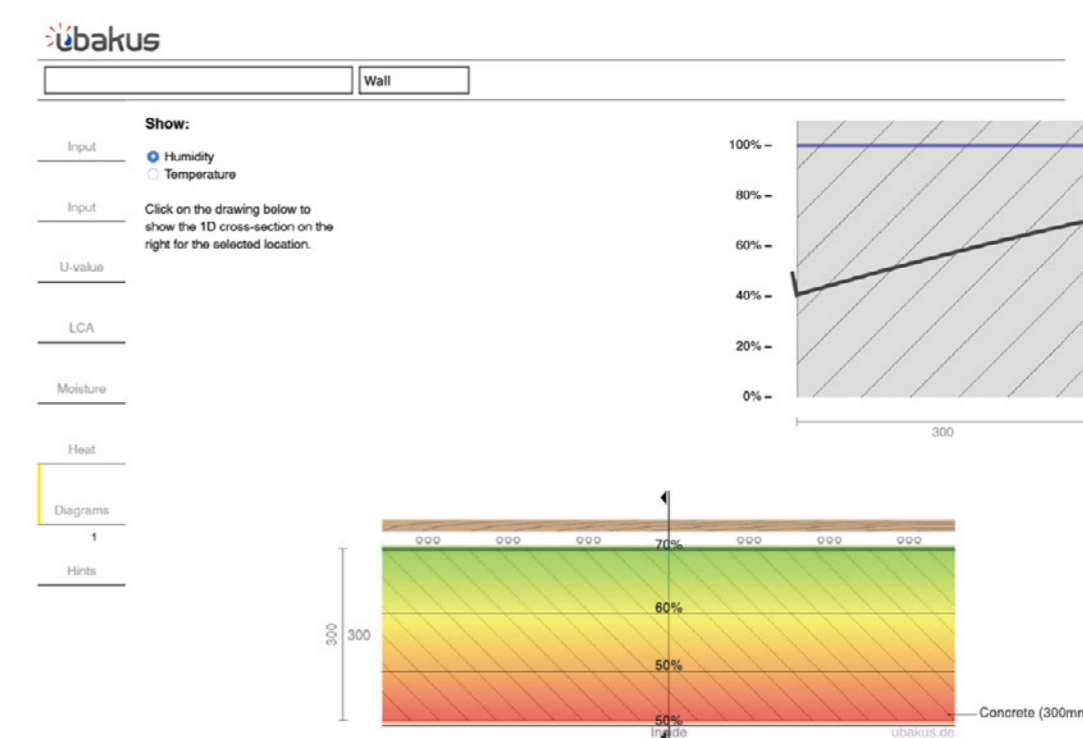 ubakus
Wall
Show:
Humidity
Temperature
Click on the drawing below to
show the 1D cross-section on the
right for the selected location.
Input
Input
U-value
LCA
Moisture
Heat
Diagrams
1
Hints
100%
80%
60%
40%
20%
0%
300
70%
60%
50%
50%
300
300
Inside
ubakus.de
Concrete (300mm